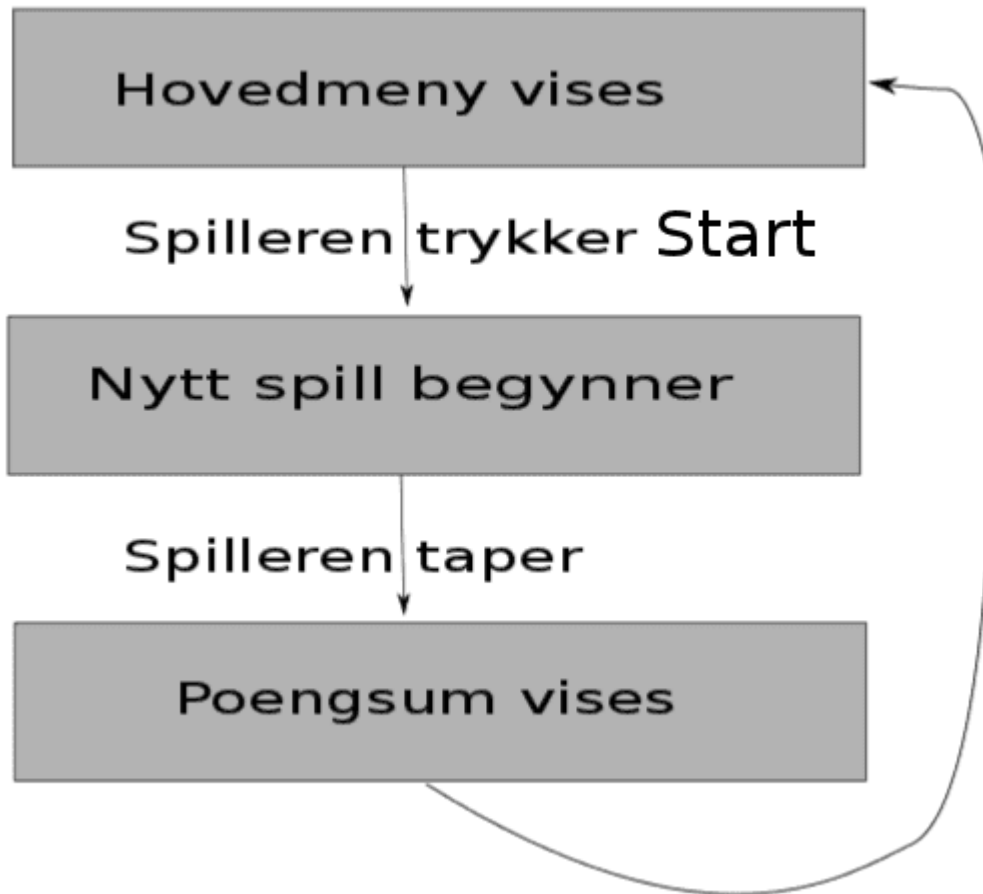 Hovedmeny vises
Spilleren trykker Start
Nytt spill begynner
Spilleren taper
Poengsum vises